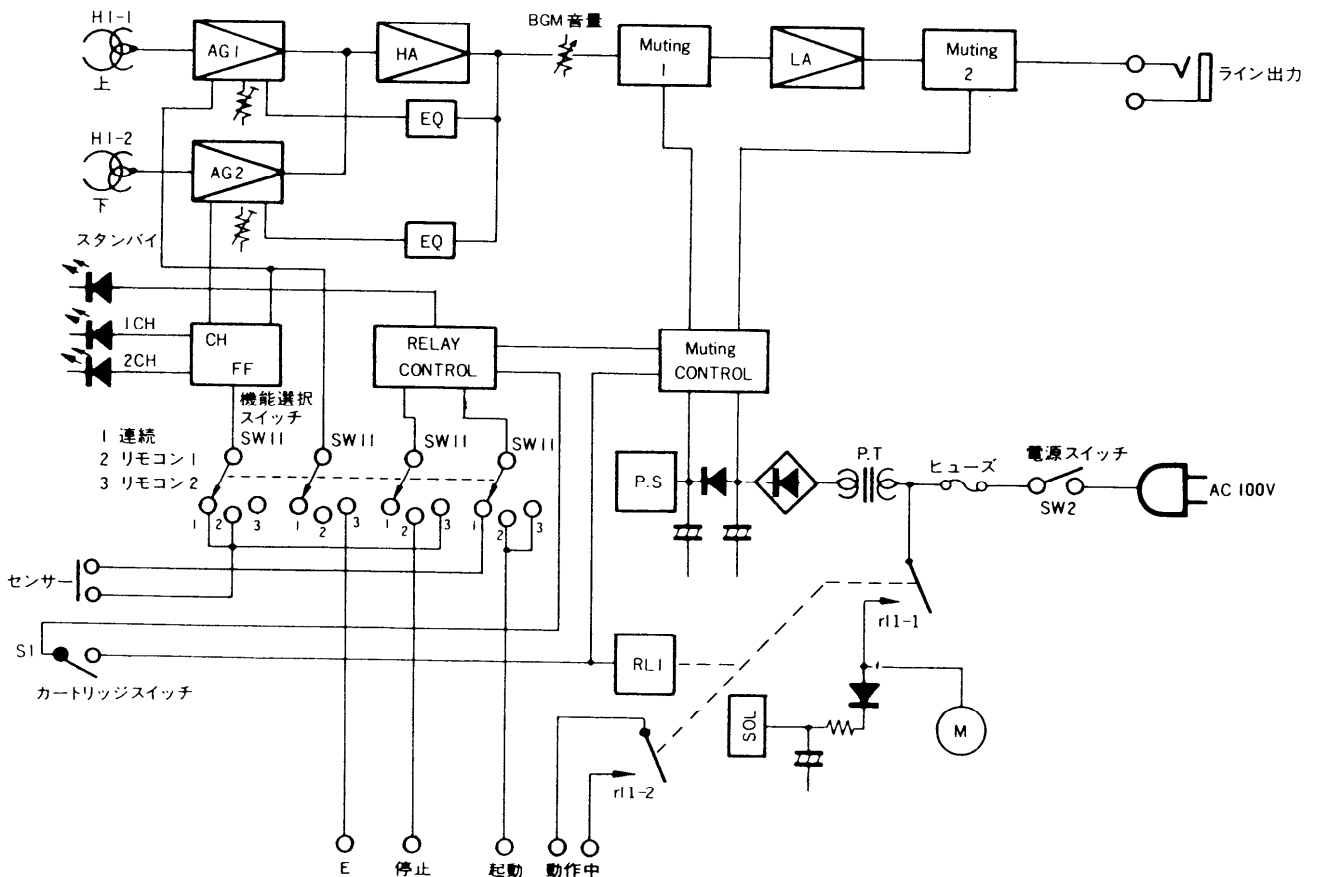 H1-1
上
AG1
HA
BGM音量
Muting
1
LA
Muting
2
ライン出力
EQ
H1-2
下
AG2
EQ
スタンバイ
1CH
2CH
CH
FF
RELAY
CONTROL
Muting
CONTROL
機能選択
スイッチ
1 連続
2 リモコン1
3 リモコン2
SW11
SW11
SW11
SW11
1
2
3
1
2
3
1
2
3
1
2
3
P.S
P.T
ヒューズ
電源スイッチ
SW2
AC 100V
センサー
S1
カートリッジスイッチ
RL1
rl1-1
SOL
M
rl1-2
E
停止
起動
動作中